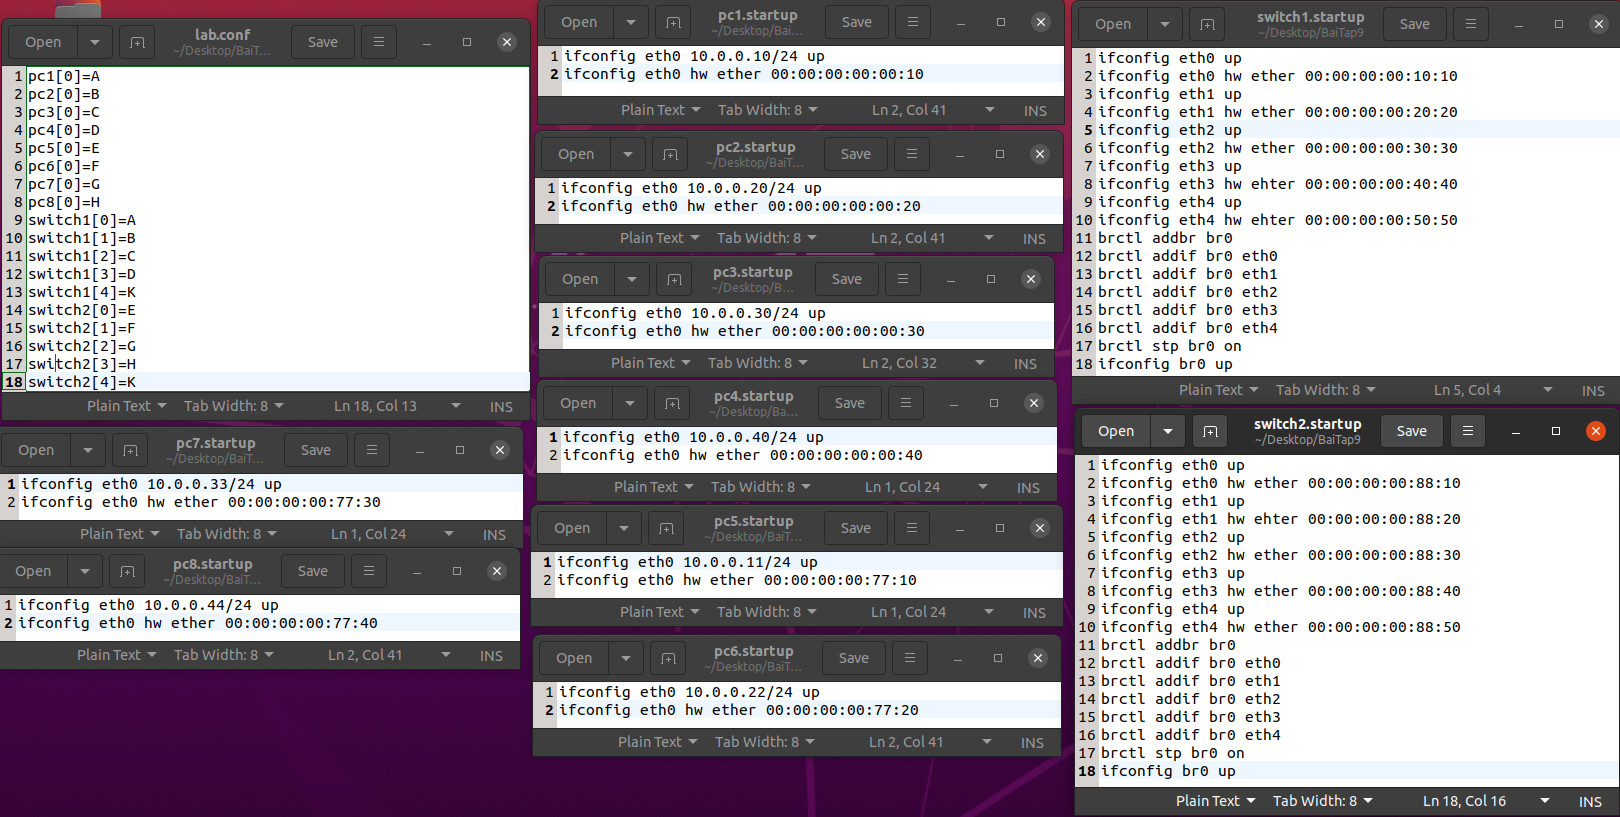 Open
lab.conf
~/Desktop/BaiT...
Save
1 pc1[0]=A
2 pc2[0]=B
3 pc3[0]=C
4 pc4[0]=D
5 pc5[0]=E
6 pc6[0]=F
7 pc7[0]=G
8 pc8[0]=H
9 switch1[0]=A
10 switch1[1]=B
11 switch1[2]=C
12 switch1[3]=D
13 switch1[4]=K
14 switch2[0]=E
15 switch2[1]=F
16 switch2[2]=G
17 switch2[3]=H
18 switch2[4]=K
Plain Text Tab Width: 8 Ln 18, Col 13 INS
Open
pc7.startup
~/Desktop/BaiT...
Save
1 ifconfig eth0 10.0.0.33/24 up
2 ifconfig eth0 hw ether 00:00:00:00:77:30
Plain Text Tab Width: 8 Ln 1, Col 24 INS
Open
pc8.startup
~/Desktop/BaiT...
Save
1 ifconfig eth0 10.0.0.44/24 up
2 ifconfig eth0 hw ether 00:00:00:00:77:40
Plain Text Tab Width: 8 Ln 2, Col 41 INS
Open
pc1.startup
~/Desktop/BaiT...
Save
1 ifconfig eth0 10.0.0.10/24 up
2 ifconfig eth0 hw ether 00:00:00:00:00:10
Plain Text Tab Width: 8 Ln 2, Col 41 INS
Open
pc2.startup
~/Desktop/BaiT...
Save
1 ifconfig eth0 10.0.0.20/24 up
2 ifconfig eth0 hw ether 00:00:00:00:00:20
Plain Text Tab Width: 8 Ln 2, Col 41 INS
Open
pc3.startup
~/Desktop/B...
Save
1 ifconfig eth0 10.0.0.30/24 up
2 ifconfig eth0 hw ether 00:00:00:00:00:30
Plain Text Tab Width: 8 Ln 2, Col 32 INS
Open
pc4.startup
~/Desktop/Ba...
Save
1 ifconfig eth0 10.0.0.40/24 up
2 ifconfig eth0 hw ether 00:00:00:00:00:40
Plain Text Tab Width: 8 Ln 1, Col 24 INS
Open
pc5.startup
~/Desktop/BaiT...
Save
1 ifconfig eth0 10.0.0.11/24 up
2 ifconfig eth0 hw ether 00:00:00:00:77:10
Plain Text Tab Width: 8 Ln 1, Col 24 INS
Open
pc6.startup
~/Desktop/BaiT...
Save
1 ifconfig eth0 10.0.0.22/24 up
2 ifconfig eth0 hw ether 00:00:00:00:77:20
Plain Text Tab Width: 8 Ln 2, Col 41 INS
Open
switch1.startup
~/Desktop/BaiTap9
Save
1 ifconfig eth0 up
2 ifconfig eth0 hw ether 00:00:00:00:10:10
3 ifconfig eth1 up
4 ifconfig eth1 hw ether 00:00:00:00:20:20
5 ifconfig eth2 up
6 ifconfig eth2 hw ether 00:00:00:00:30:30
7 ifconfig eth3 up
8 ifconfig eth3 hw ehter 00:00:00:00:40:40
9 ifconfig eth4 up
10 ifconfig eth4 hw ehter 00:00:00:00:50:50
11 brctl addbr br0
12 brctl addif br0 eth0
13 brctl addif br0 eth1
14 brctl addif br0 eth2
15 brctl addif br0 eth3
16 brctl addif br0 eth4
17 brctl stp br0 on
18 ifconfig br0 up
Plain Text Tab Width: 8 Ln 5, Col 4 INS
Open
switch2.startup
~/Desktop/BaiTap9
Save
1 ifconfig eth0 up
2 ifconfig eth0 hw ether 00:00:00:00:88:10
3 ifconfig eth1 up
4 ifconfig eth1 hw ehter 00:00:00:00:88:20
5 ifconfig eth2 up
6 ifconfig eth2 hw ether 00:00:00:00:88:30
7 ifconfig eth3 up
8 ifconfig eth3 hw ether 00:00:00:00:88:40
9 ifconfig eth4 up
10 ifconfig eth4 hw ether 00:00:00:00:88:50
11 brctl addbr br0
12 brctl addif br0 eth0
13 brctl addif br0 eth1
14 brctl addif br0 eth2
15 brctl addif br0 eth3
16 brctl addif br0 eth4
17 brctl stp br0 on
18 ifconfig br0 up
Plain Text Tab Width: 8 Ln 18, Col 16 INS